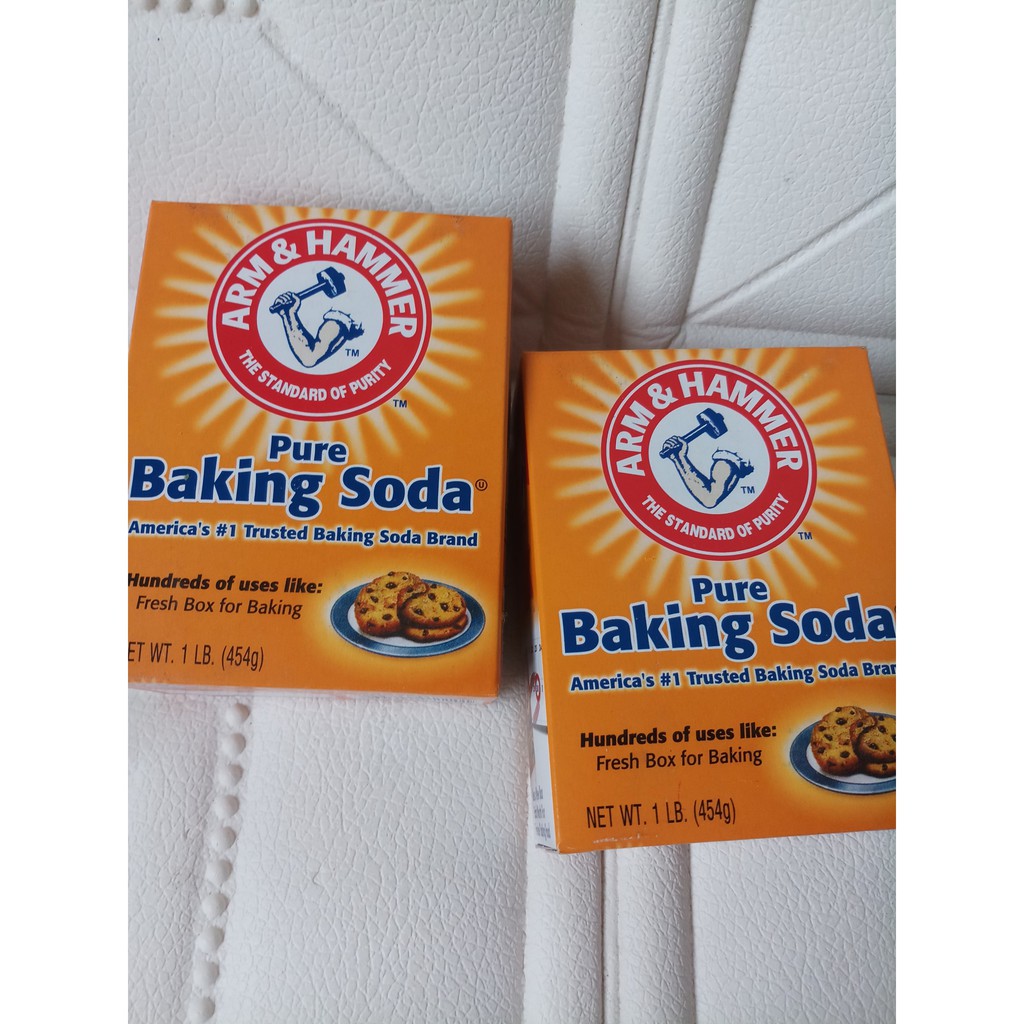 ARM & HAMMER
TM
THE STANDARD OF PURITY
TM
Pure
Baking Soda
America's #1 Trusted Baking Soda Brand
Hundreds of uses like:
Fresh Box for Baking
ET WT. 1 LB. (454g)
ARM & HAMMER
TM
THE STANDARD OF PURITY
TM
Pure
Baking Soda
America's #1 Trusted Baking Soda Bran
Hundreds of uses like:
Fresh Box for Baking
NET WT. 1 LB. (454g)